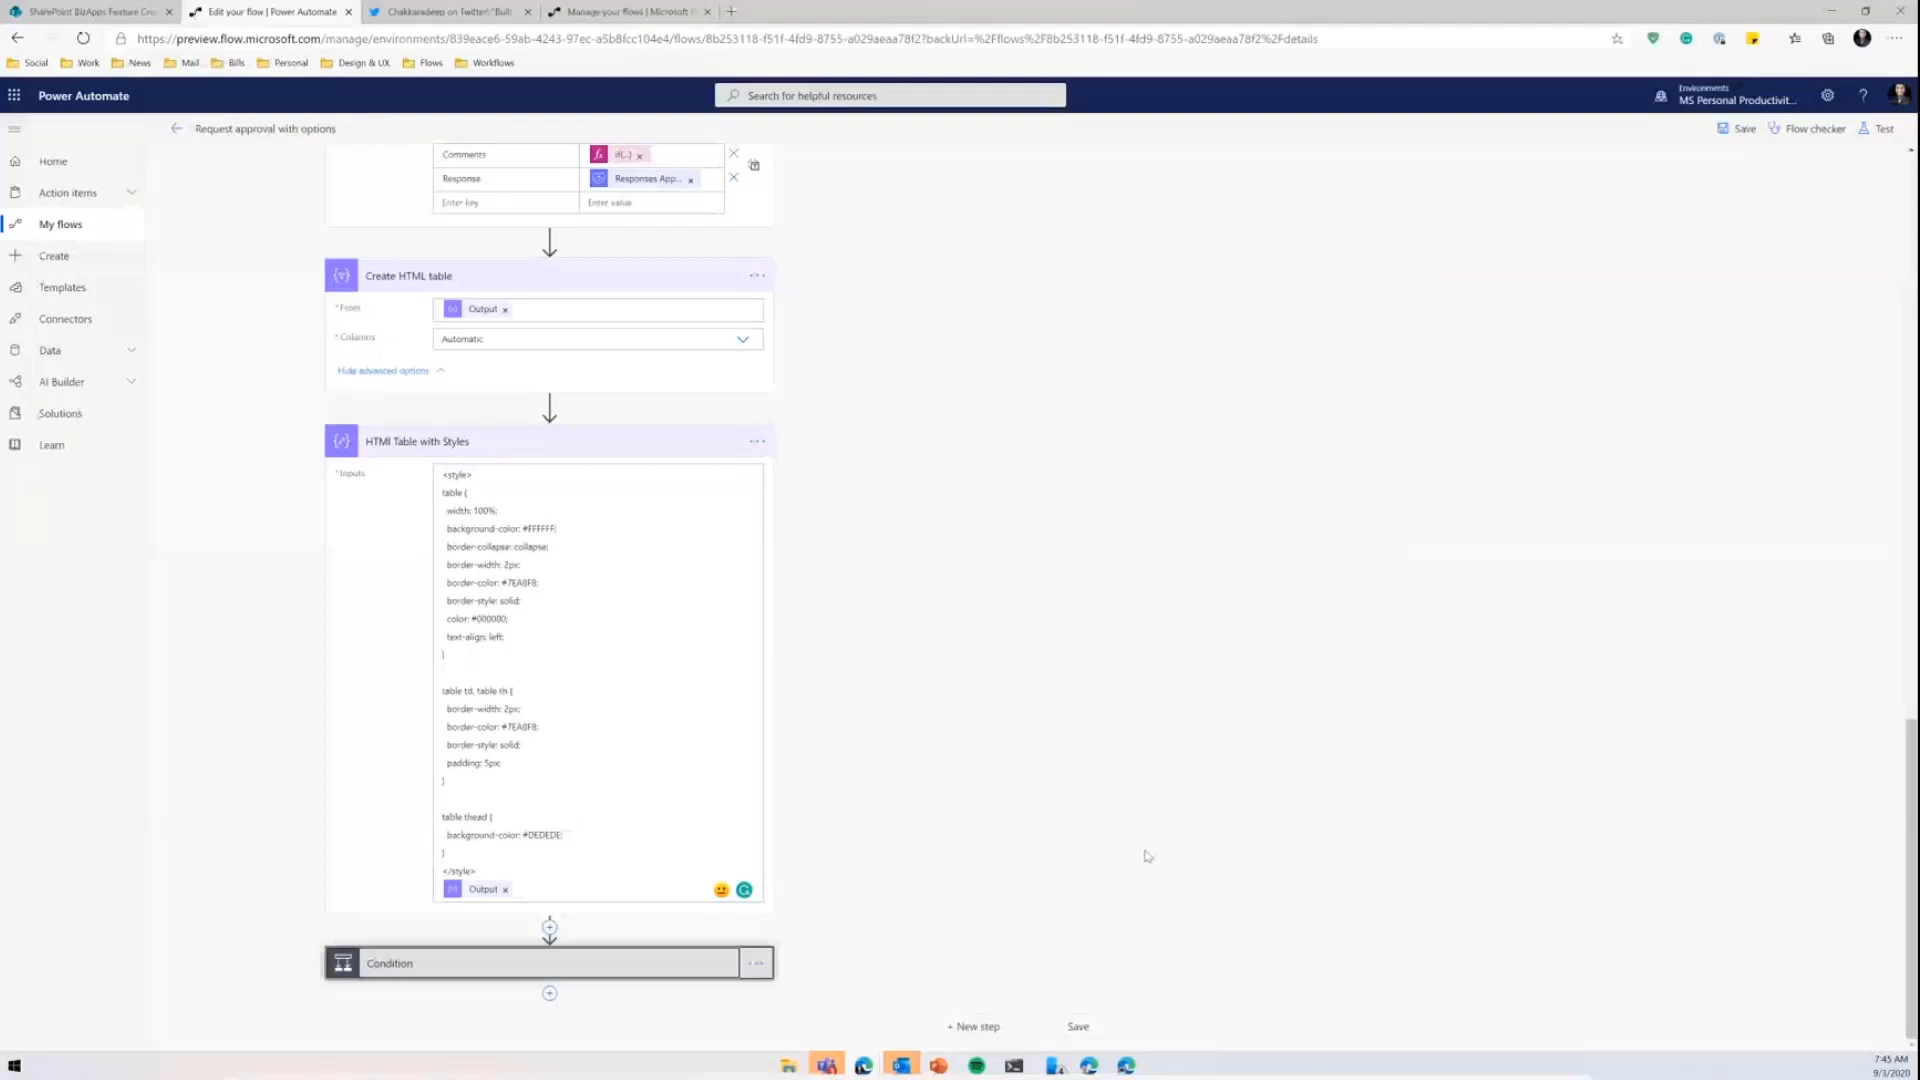 SharePoint BizApps Feature Cre
Edit your flow | Power Automate
Chakkaradeep on Twitter: "Built
Manage your flows | Microsoft P
https://preview.flow.microsoft.com/manage/environments/839eace6-59ab-4243-97ec-a5b8fcc104e4/flows/8b253118-f51f-4fd9-8755-a029aeaa78f2?backUrl=%2Fflows%2F8b253118-f51f-4fd9-8755-a029aeaa78f2%2Fdetails
Social Work News Mail Bills Personal Design & UX Flows Workflows
Power Automate
Search for helpful resources
Environments
MS Personal Productivit...
Request approval with options
Save Flow checker Test
Home
Action items
My flows
Create
Templates
Connectors
Data
AI Builder
Solutions
Learn
Comments if(...) x
Response Responses App... x
Enter key Enter value
Create HTML table
* From Output x
* Columns Automatic
Hide advanced options
HTMl Table with Styles
* Inputs
<style>
table {
width: 100%;
background-color: #FFFFFF;
border-collapse: collapse;
border-width: 2px;
border-color: #7EA8F8;
border-style: solid;
color: #000000;
text-align: left;
}
table td, table th {
border-width: 2px;
border-color: #7EA8F8;
border-style: solid;
padding: 5px;
}
table thead {
background-color: #DEDEDE;
}
</style>
Output x
Condition
+ New step Save
7:45 AM
9/3/2020